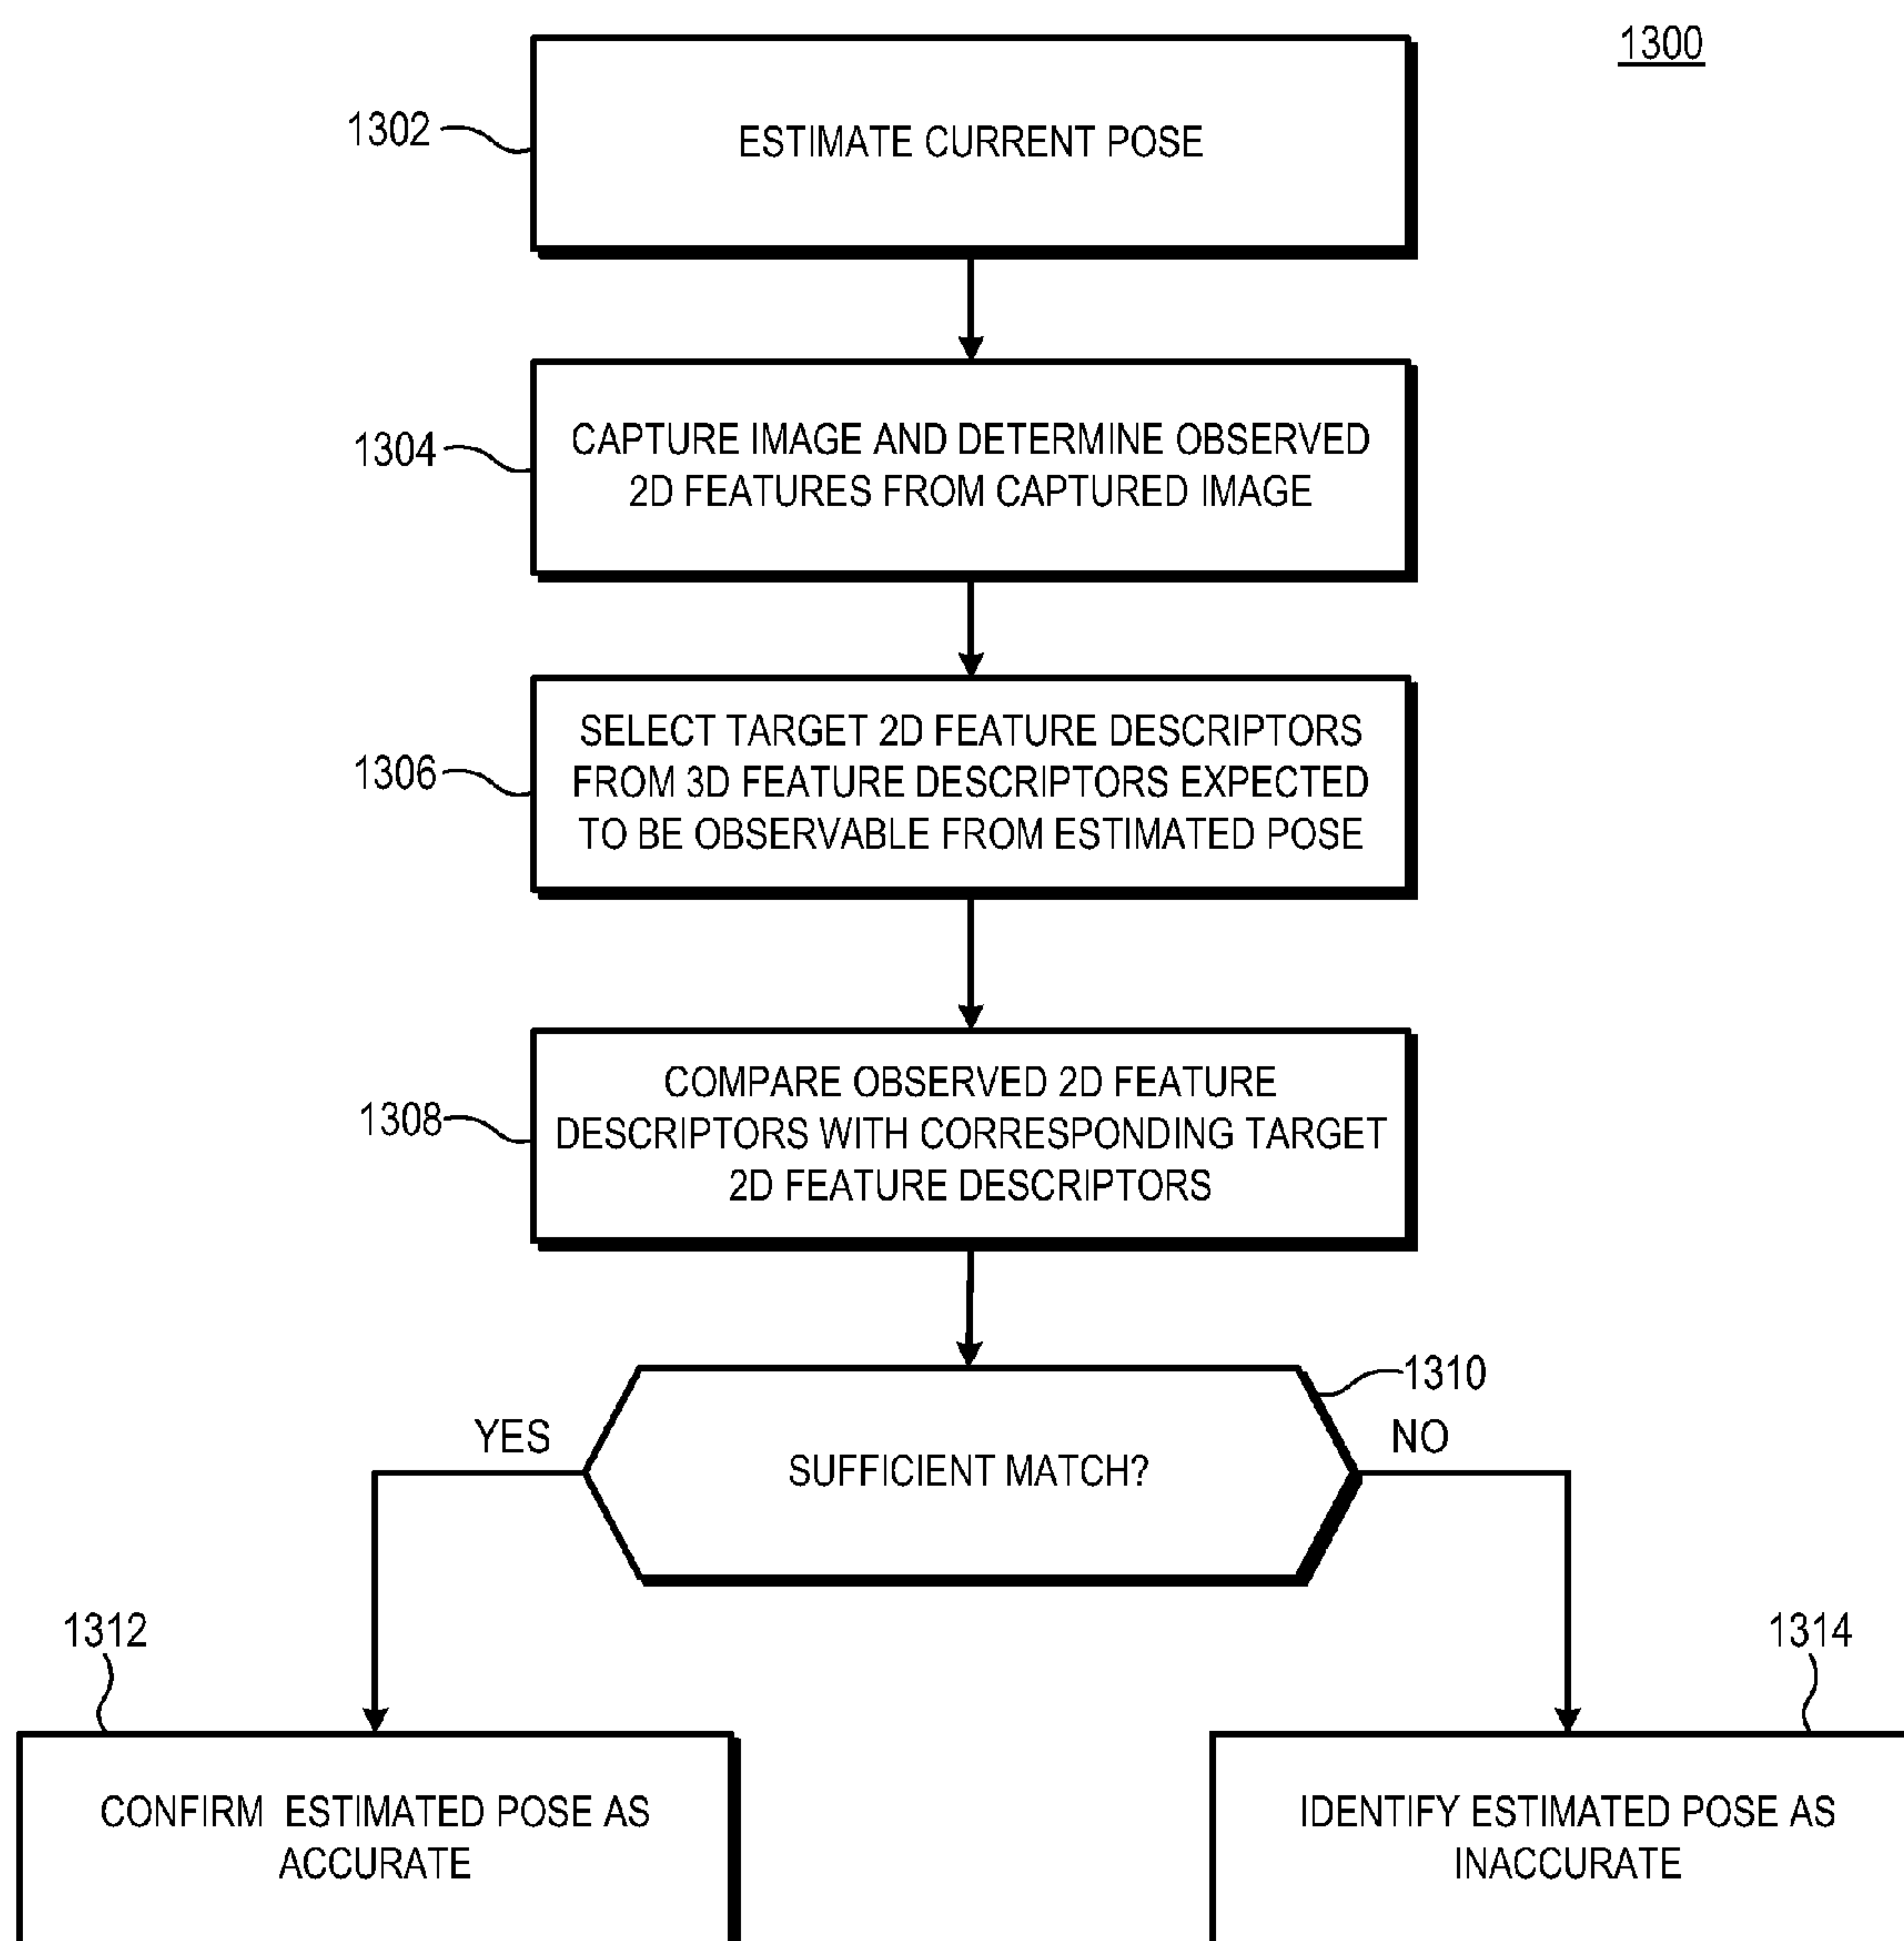 1300
1302
ESTIMATE CURRENT POSE
1304
CAPTURE IMAGE AND DETERMINE OBSERVED
2D FEATURES FROM CAPTURED IMAGE
1306
SELECT TARGET 2D FEATURE DESCRIPTORS
FROM 3D FEATURE DESCRIPTORS EXPECTED
TO BE OBSERVABLE FROM ESTIMATED POSE
1308
COMPARE OBSERVED 2D FEATURE
DESCRIPTORS WITH CORRESPONDING TARGET
2D FEATURE DESCRIPTORS
1310
YES
NO
SUFFICIENT MATCH?
1312
1314
CONFIRM ESTIMATED POSE AS
ACCURATE
IDENTIFY ESTIMATED POSE AS
INACCURATE